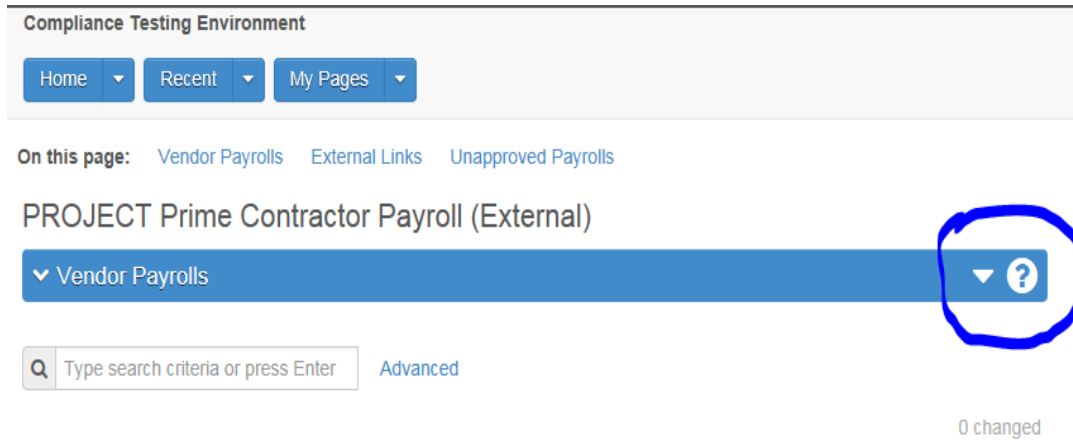 Compliance Testing Environment
Home Recent My Pages
On this page: Vendor Payrolls External Links Unapproved Payrolls
PROJECT Prime Contractor Payroll (External)
Vendor Payrolls ?
Type search criteria or press Enter Advanced
0 changed